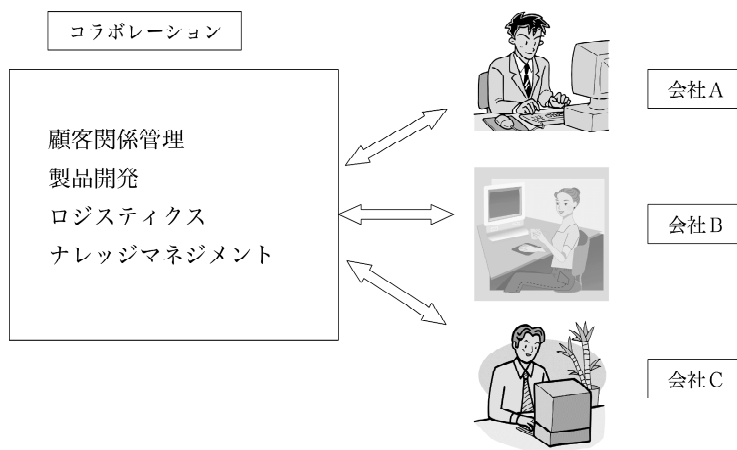 コラボレーション
顧客関係管理
製品開発
ロジスティクス
ナレッジマネジメント
会社A
会社B
会社C